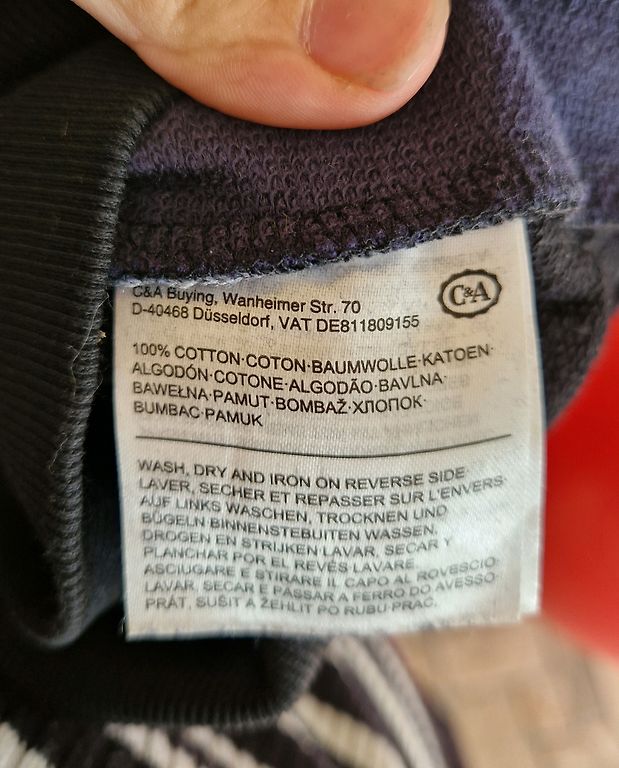 C&A Buying, Wanheimer Str. 70
D-40468 Düsseldorf, VAT DE811809155
C&A
100% COTTON·COTON·BAUMWOLLE·KATOEN·
ALGODÓN·COTONE·ALGODÃO·BAVLNA·
BAWEŁNA·PAMUT·BOMBAŽ·ХЛОПОК·
BUMBAC·PAMUK
WASH, DRY AND IRON ON REVERSE SIDE·
LAVER, SECHER ET REPASSER SUR L'ENVERS·
AUF LINKS WASCHEN, TROCKNEN UND
BÜGELN·BINNENSTEBUITEN WASSEN,
DROGEN EN STRIJKEN·LAVAR, SECAR Y
PLANCHAR POR EL REVÉS·LAVARE,
ASCIUGARE E STIRARE IL CAPO AL ROVESCIO·
LAVAR, SECAR E PASSAR A FERRO DO AVESSO·
PRÁT, SUŠIT A ŽEHLIT PO RUBU·PRAĆ,